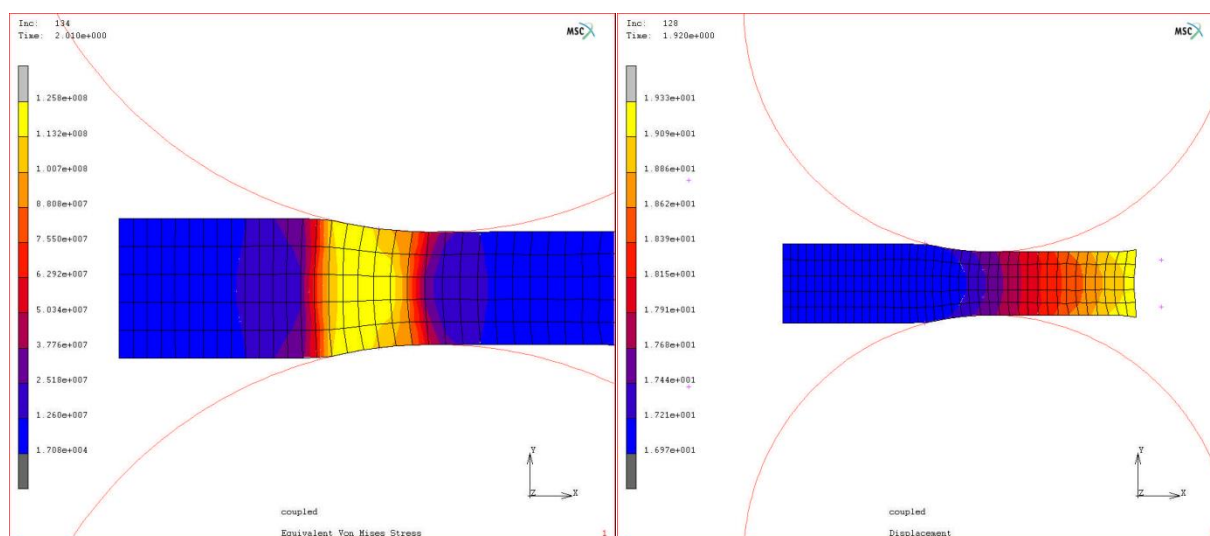 Inc: 134
Time: 2.010e+000
MSC
1.258e+008
1.132e+008
1.007e+008
8.808e+007
7.550e+007
6.292e+007
5.034e+007
3.776e+007
2.518e+007
1.260e+007
1.708e+004
Y
Z X
coupled
Equivalent Von Mises Stress
1
Inc: 128
Time: 1.920e+000
MSC
1.933e+001
1.909e+001
1.886e+001
1.862e+001
1.839e+001
1.815e+001
1.791e+001
1.768e+001
1.744e+001
1.721e+001
1.697e+001
Y
Z X
coupled
Displacement